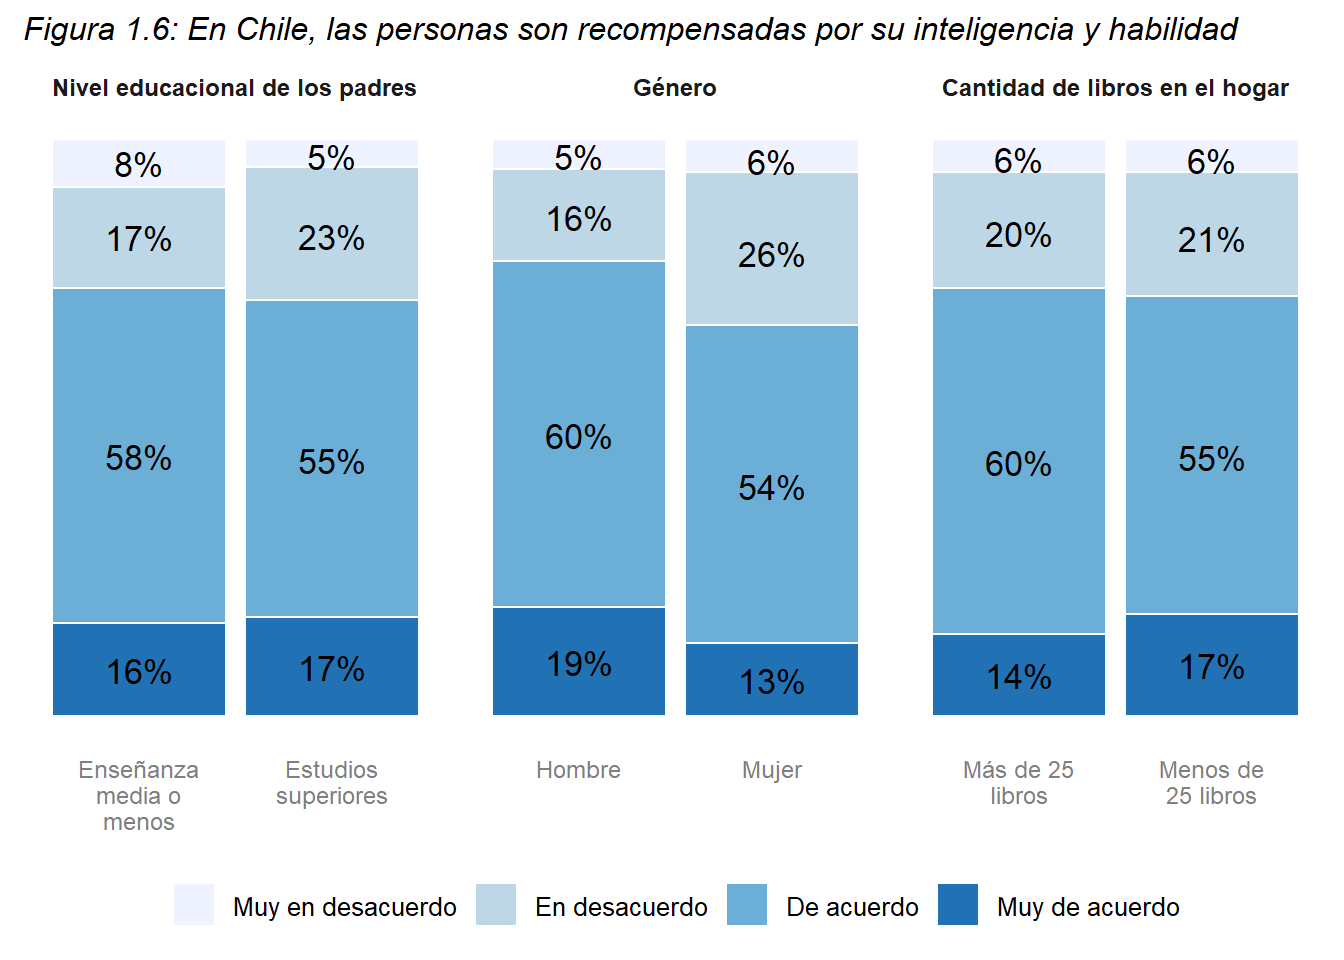 Figura 1.6: En Chile, las personas son recompensadas por su inteligencia y habilidad
Nivel educacional de los padres
Género
Cantidad de libros en el hogar
8%
5%
5%
6%
6%
6%
17%
23%
16%
26%
20%
21%
58%
55%
60%
54%
60%
55%
16%
17%
19%
13%
14%
17%
Enseñanza
media o
menos
Estudios
superiores
Hombre
Mujer
Más de 25
libros
Menos de
25 libros
Muy en desacuerdo
En desacuerdo
De acuerdo
Muy de acuerdo